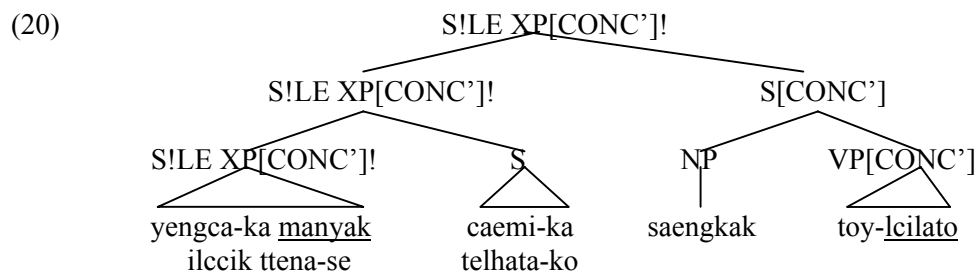 (20) S!LE XP[CONC’]!
S!LE XP[CONC’]! S[CONC’]
S!LE XP[CONC’]! S NP VP[CONC’]
yengca-ka manyak caemi-ka saengkak toy-lcilato
ilccik ttena-se telhata-ko